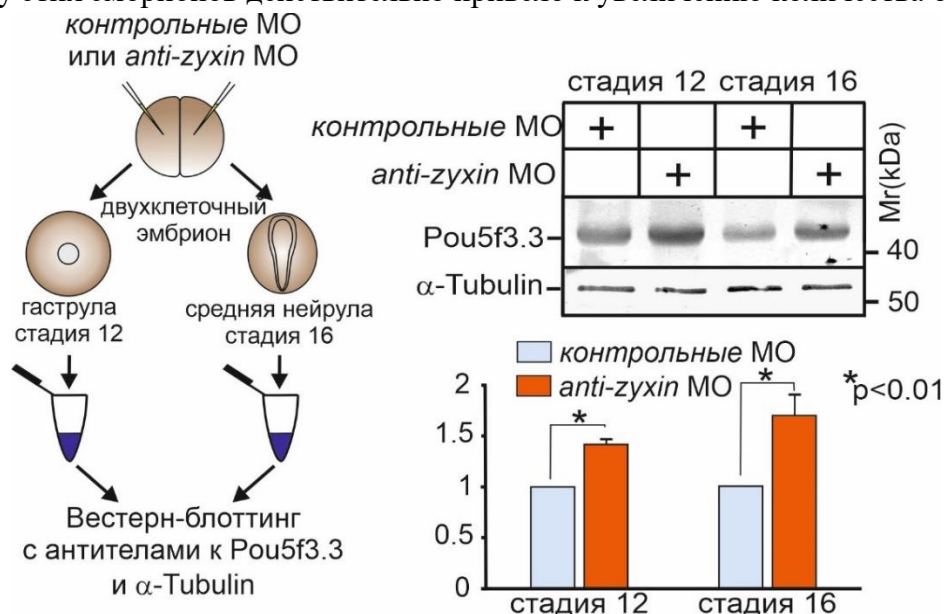 контрольные МО
или anti-zyxin МО
двухклеточный
эмбрион
гаструла
стадия 12
средняя нейрула
стадия 16
Вестерн-блоттинг
с антителами к Pou5f3.3
и α-Tubulin
стадия 12 стадия 16
контрольные МО + +
anti-zyxin МО + +
Mr(kDa)
Pou5f3.3
40
α-Tubulin
50
контрольные МО
anti-zyxin МО
*p<0.01
2
1.5
1
0.5
0
* *
стадия 12 стадия 16